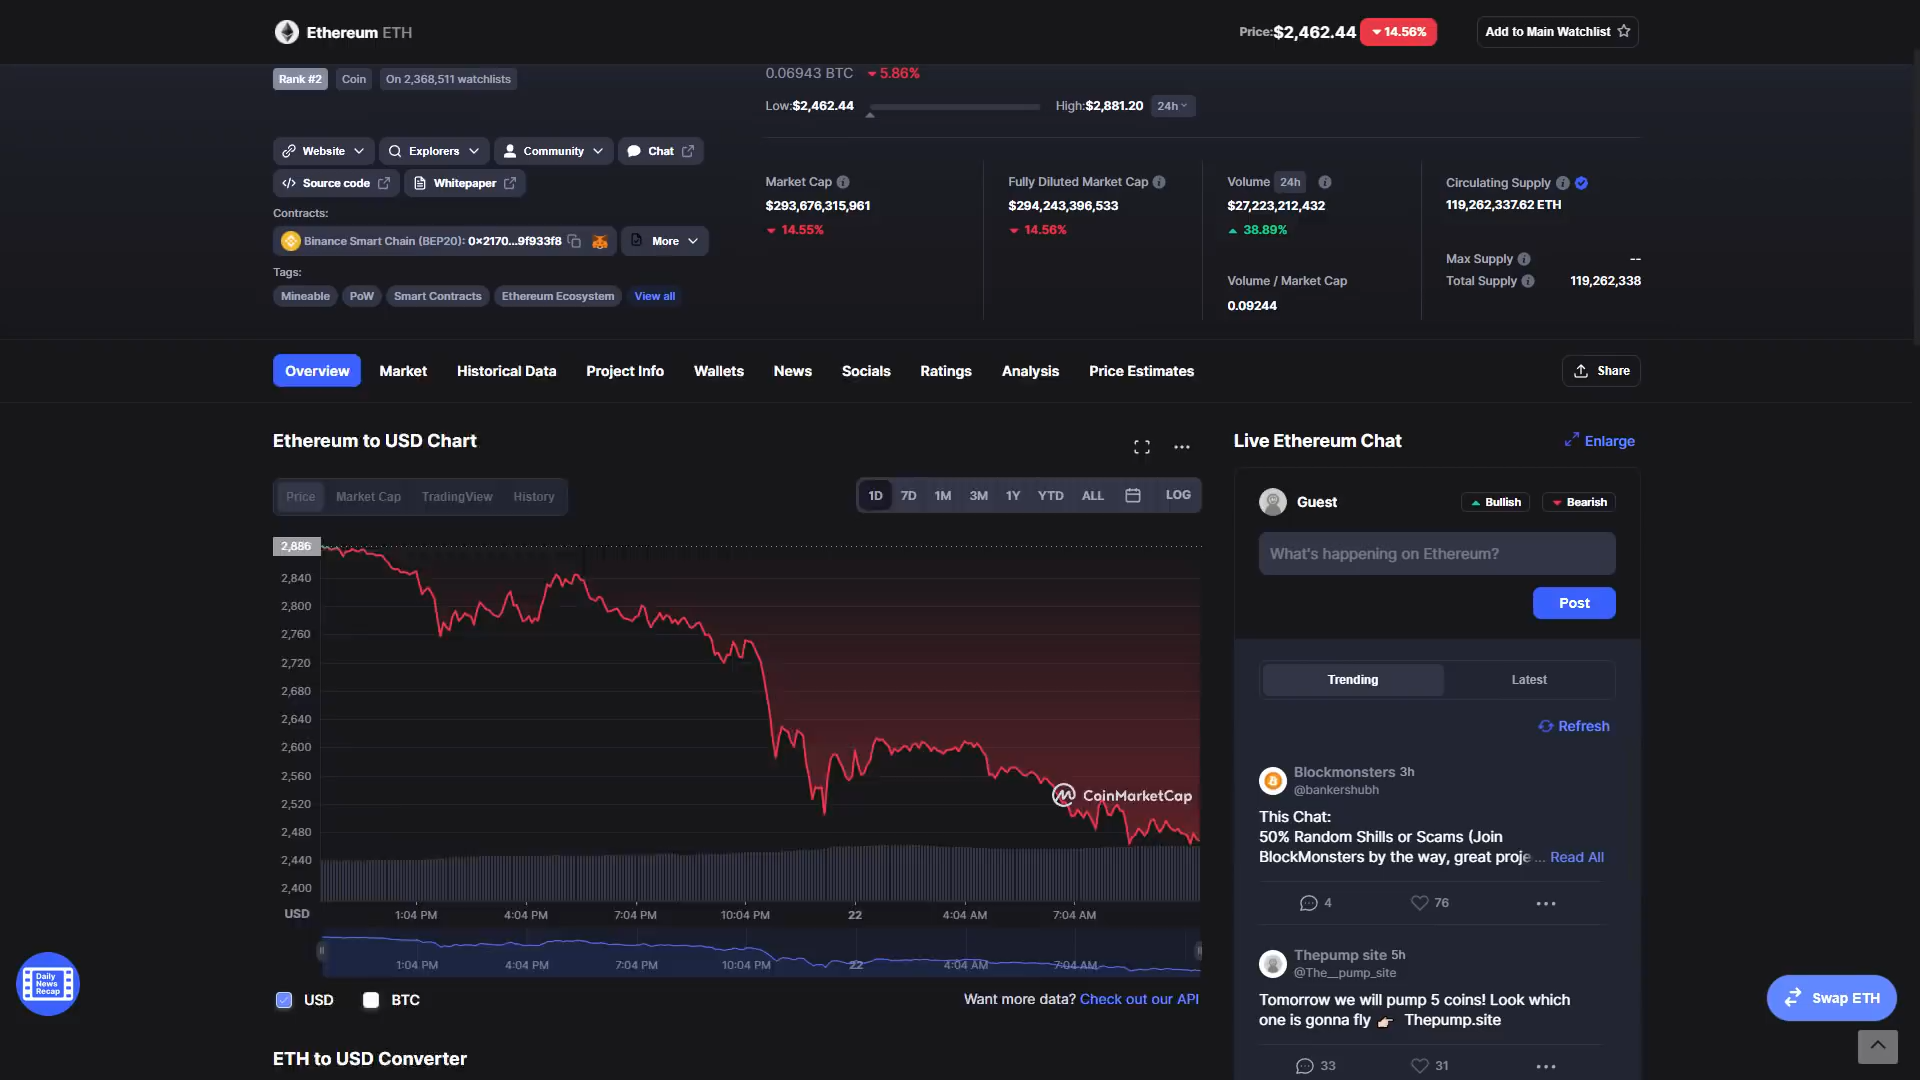 Ethereum ETH
Price:$2,462.44 14.56%
Add to Main Watchlist
Rank #2 Coin On 2,368,511 watchlists
0.06943 BTC 5.86%
Low:$2,462.44 High:$2,881.20 24h
Website Explorers Community Chat
Source code Whitepaper
Contracts:
Binance Smart Chain (BEP20): 0x2170...9f933f8 More
Tags:
Mineable PoW Smart Contracts Ethereum Ecosystem View all
Market Cap
$293,676,315,961
14.55%
Fully Diluted Market Cap
$294,243,396,533
14.56%
Volume 24h
$27,223,212,432
38.89%
Volume / Market Cap
0.09244
Circulating Supply
119,262,337.62 ETH
Max Supply --
Total Supply 119,262,338
Overview Market Historical Data Project Info Wallets News Socials Ratings Analysis Price Estimates Share
Ethereum to USD Chart
Price Market Cap TradingView History
1D 7D 1M 3M 1Y YTD ALL LOG
2,886
2,840
2,800
2,760
2,720
2,680
2,640
2,600
2,560
2,520
2,480
2,440
2,400
CoinMarketCap
USD 1:04 PM 4:04 PM 7:04 PM 10:04 PM 22 4:04 AM 7:04 AM
1:04 PM 4:04 PM 7:04 PM 10:04 PM 22 4:04 AM 7:04 AM
USD BTC
Want more data? Check out our API
ETH to USD Converter
Live Ethereum Chat Enlarge
Guest Bullish Bearish
What's happening on Ethereum?
Post
Trending Latest
Refresh
Blockmonsters 3h
@bankershubh
This Chat:
50% Random Shills or Scams (Join
BlockMonsters by the way, great proje... Read All
4 76
Thepump site 5h
@The__pump_site
Tomorrow we will pump 5 coins! Look which
one is gonna fly 👉🏻 Thepump.site
33 31
Daily
News
Recap
Swap ETH